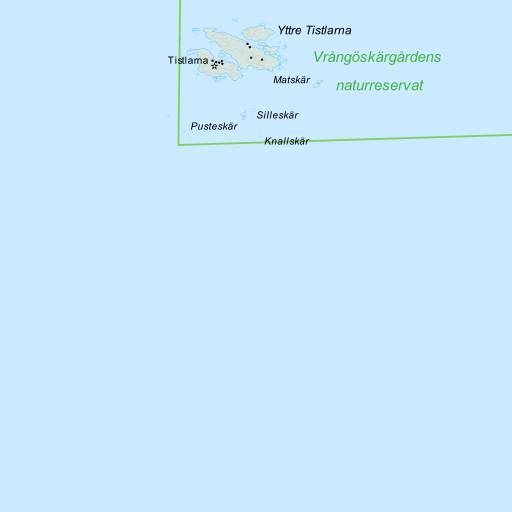 Yttre Tistlarna
Vrångöskärgårdens
naturreservat
Tistlarna
Matskär
Silleskär
Pusteskär
Knallskär